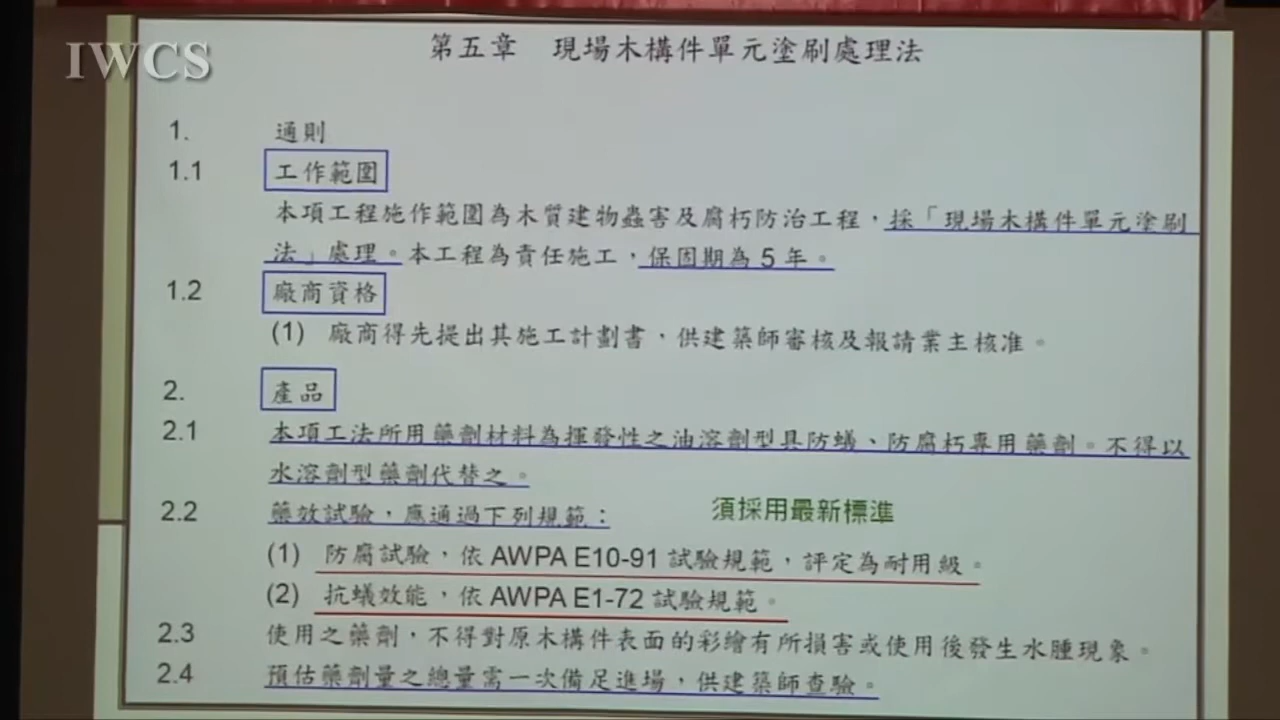 IWCS
第五章 現場木構件單元塗刷處理法
1. 通則
1.1 工作範圍
本項工程施作範圍為木質建物蟲害及腐朽防治工程，採「現場木構件單元塗刷
法」處理。本工程為責任施工，保固期為 5 年。
1.2 廠商資格
(1) 廠商得先提出其施工計劃書，供建築師審核及報請業主核准。
2. 產品
2.1 本項工法所用藥劑材料為揮發性之油溶劑型具防蟻、防腐朽專用藥劑。不得以
水溶劑型藥劑代替之。
2.2 藥效試驗，應通過下列規範：
須採用最新標準
(1) 防腐試驗，依 AWPA E10-91 試驗規範，評定為耐用級。
(2) 抗蟻效能，依 AWPA E1-72 試驗規範。
2.3 使用之藥劑，不得對原木構件表面的彩繪有所損害或使用後發生水腫現象。
2.4 預估藥劑量之總量需一次備足進場，供建築師查驗。